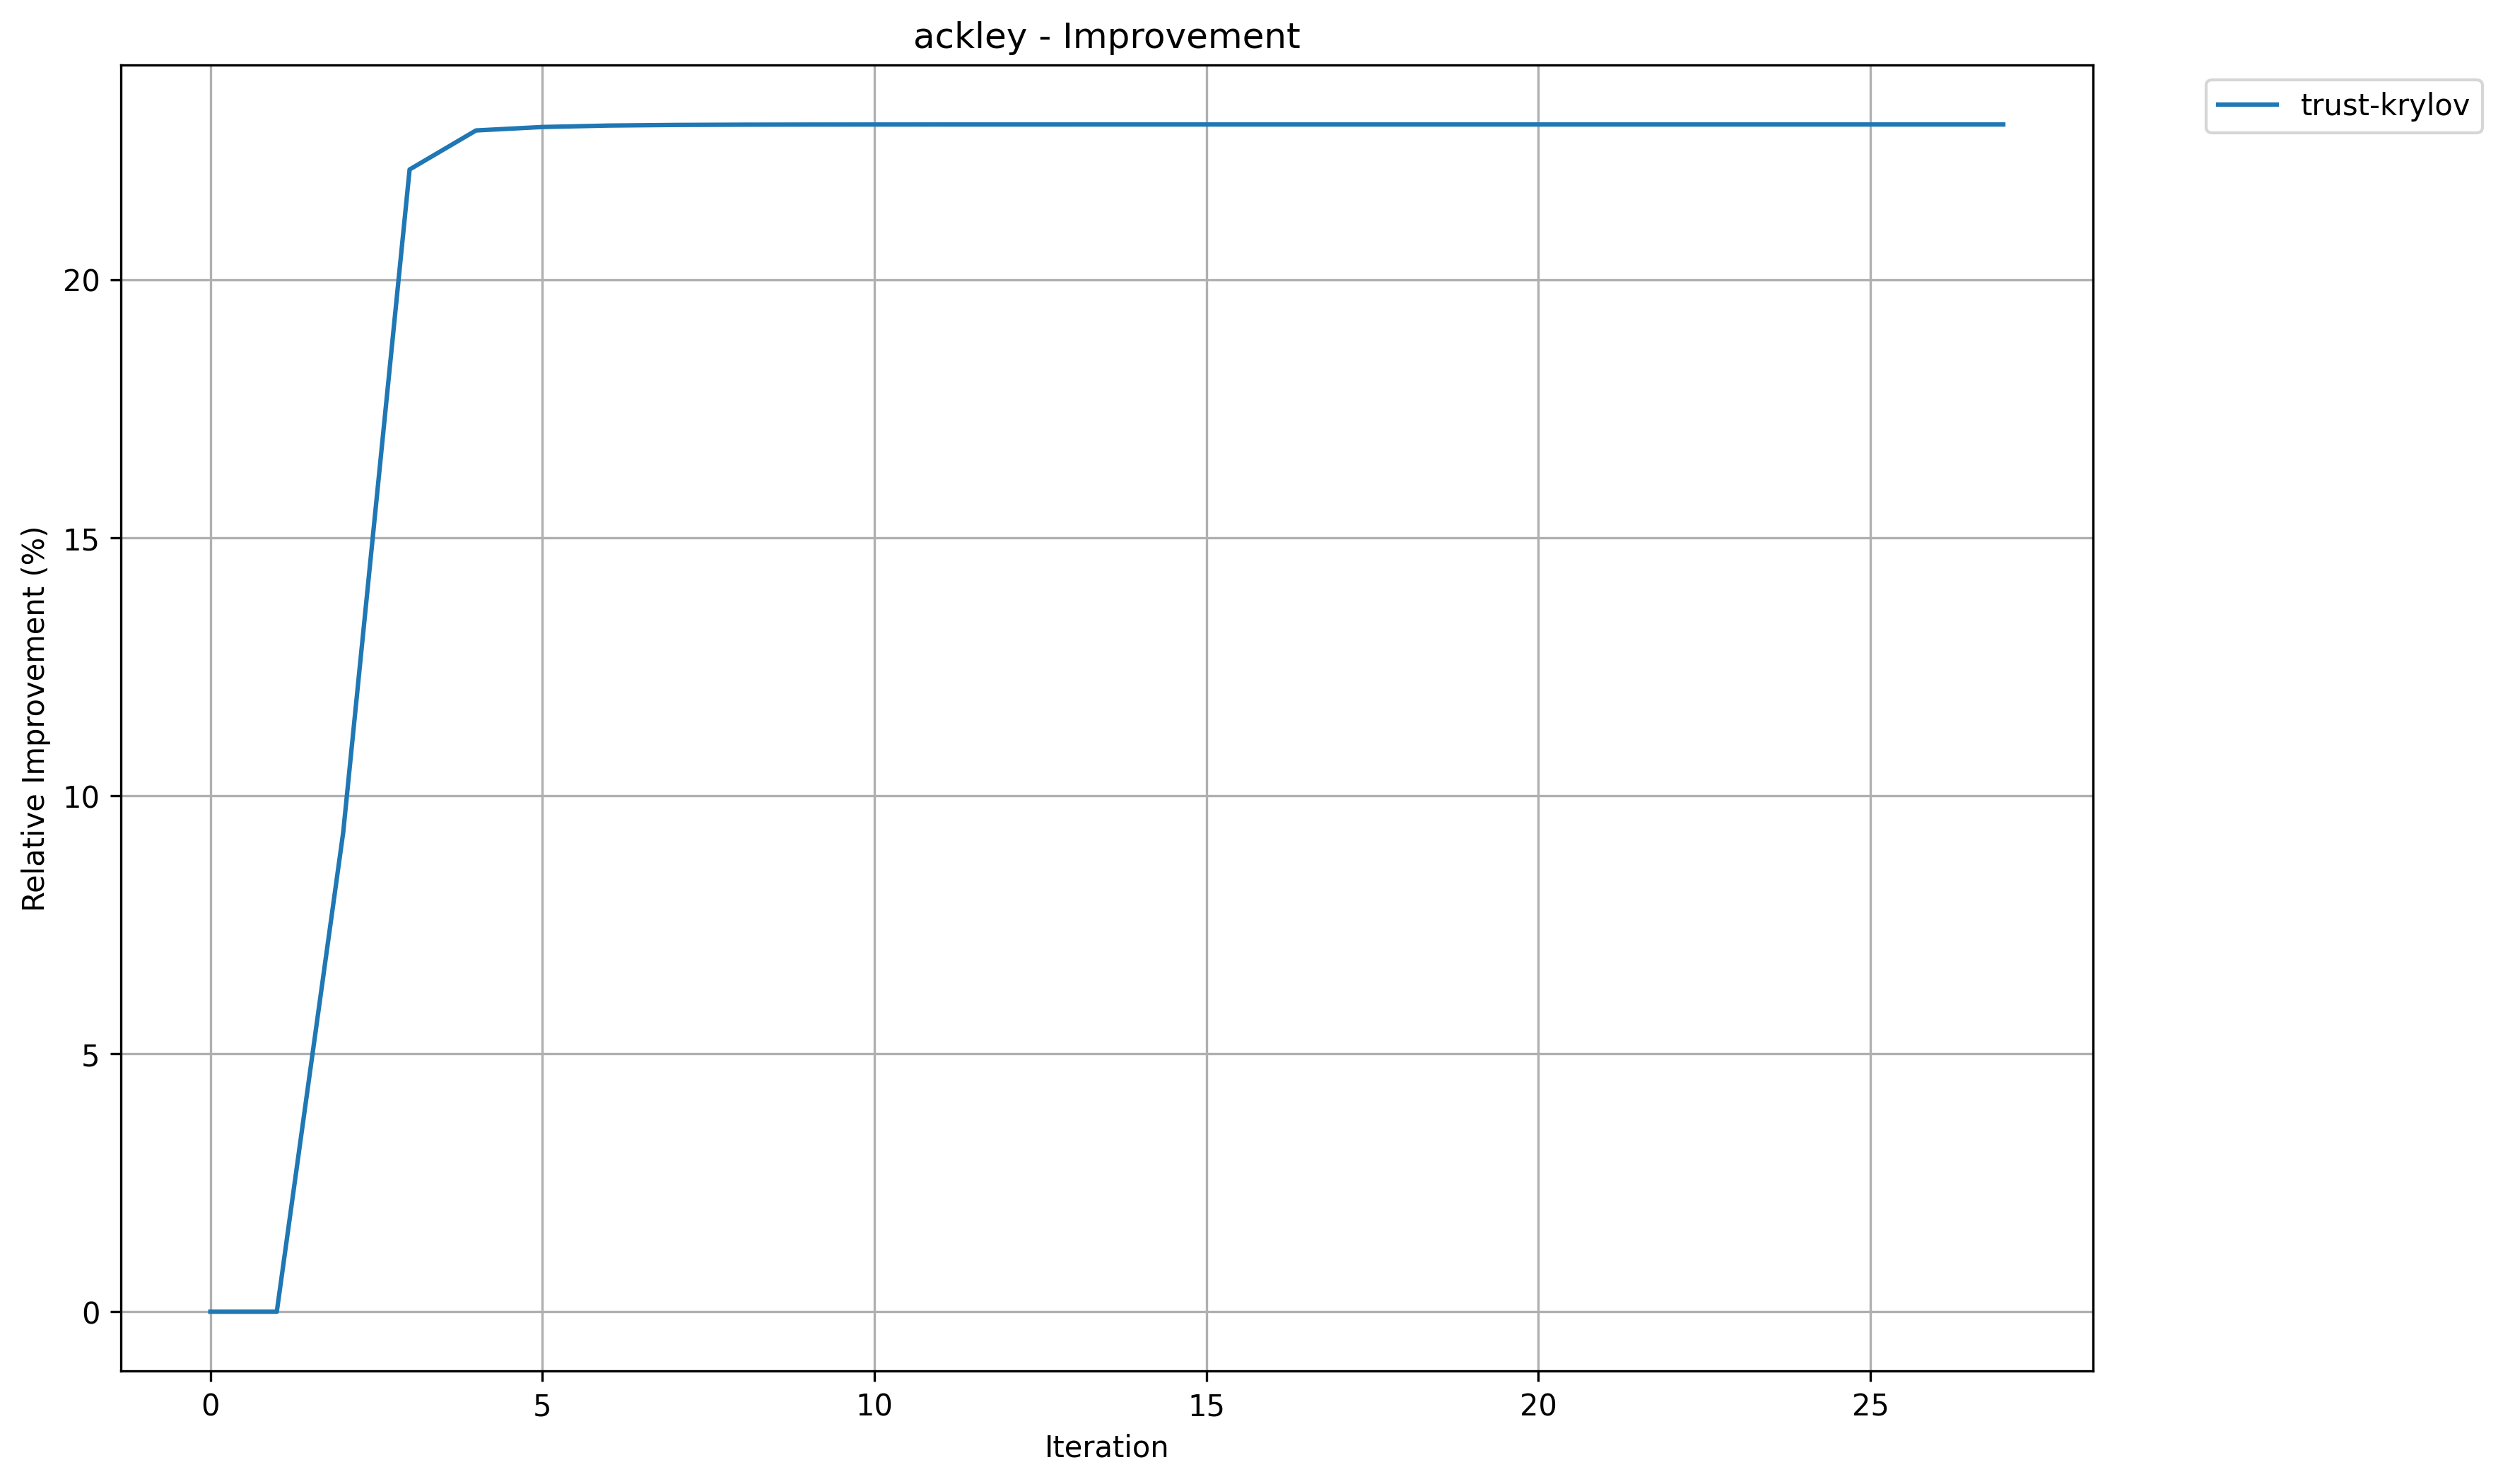 ackley - Improvement
trust-krylov
Relative Improvement (%)
20
15
10
5
0
0 5 10 15 20 25
Iteration